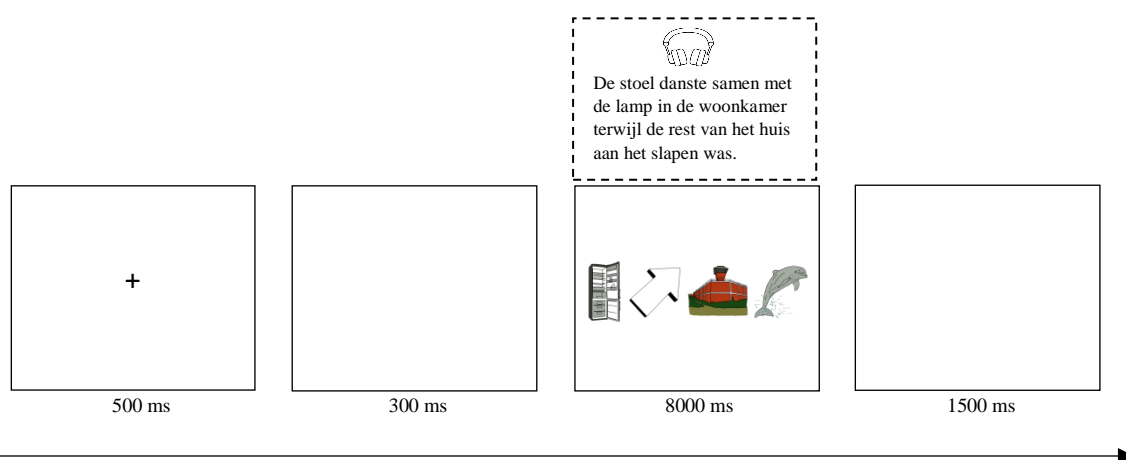 De stoel danste samen met
de lamp in de woonkamer
terwijl de rest van het huis
aan het slapen was.
+
500 ms
300 ms
8000 ms
1500 ms